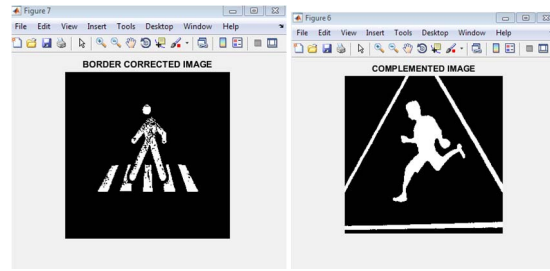 Figure 7
File Edit View Insert Tools Desktop Window Help
BORDER CORRECTED IMAGE
Figure 6
File Edit View Insert Tools Desktop Window Help
COMPLEMENTED IMAGE